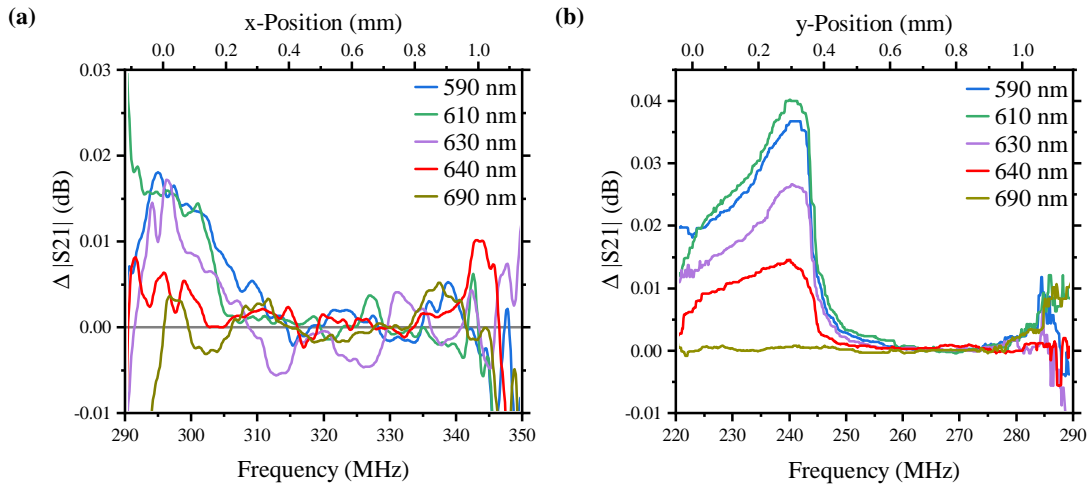 (a)
x-Position (mm)
0.0 0.2 0.4 0.6 0.8 1.0
0.03
0.02
0.01
0.00
-0.01
Δ |S21| (dB)
590 nm
610 nm
630 nm
640 nm
690 nm
290 300 310 320 330 340 350
Frequency (MHz)
(b)
y-Position (mm)
0.0 0.2 0.4 0.6 0.8 1.0
0.04
0.03
0.02
0.01
0.00
-0.01
Δ |S21| (dB)
590 nm
610 nm
630 nm
640 nm
690 nm
220 230 240 250 260 270 280 290
Frequency (MHz)